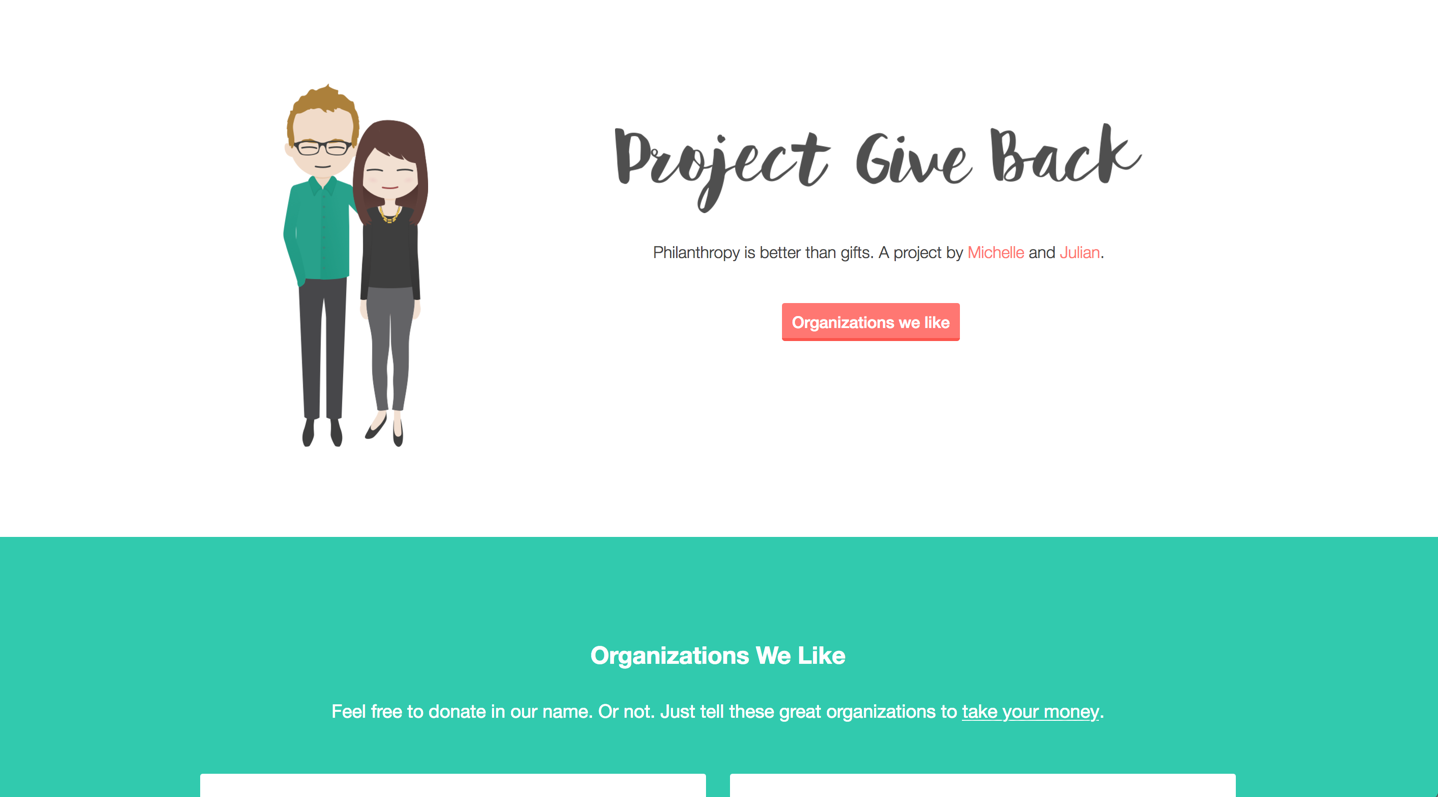 Project Give Back
Philanthropy is better than gifts. A project by Michelle and Julian.
Organizations we like
Organizations We Like
Feel free to donate in our name. Or not. Just tell these great organizations to take your money.